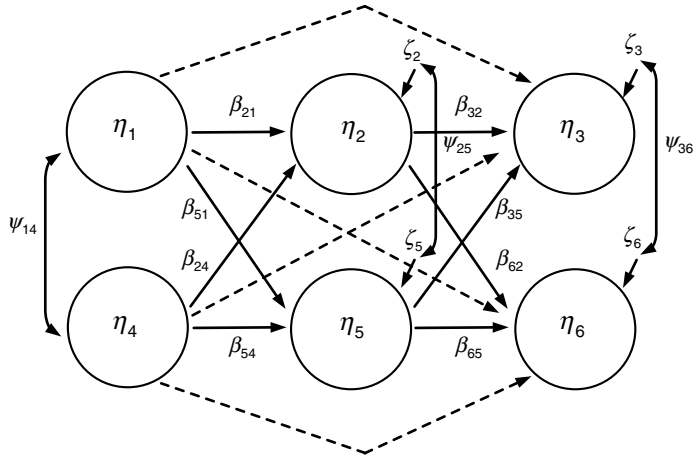 ζ₂
ζ₃
β₂₁
β₃₂
η₁
η₂
η₃
ψ₂₅
ψ₃₆
β₅₁
β₃₅
ψ₁₄
β₂₄
ζ₅
β₆₂
ζ₆
η₄
η₅
η₆
β₅₄
β₆₅